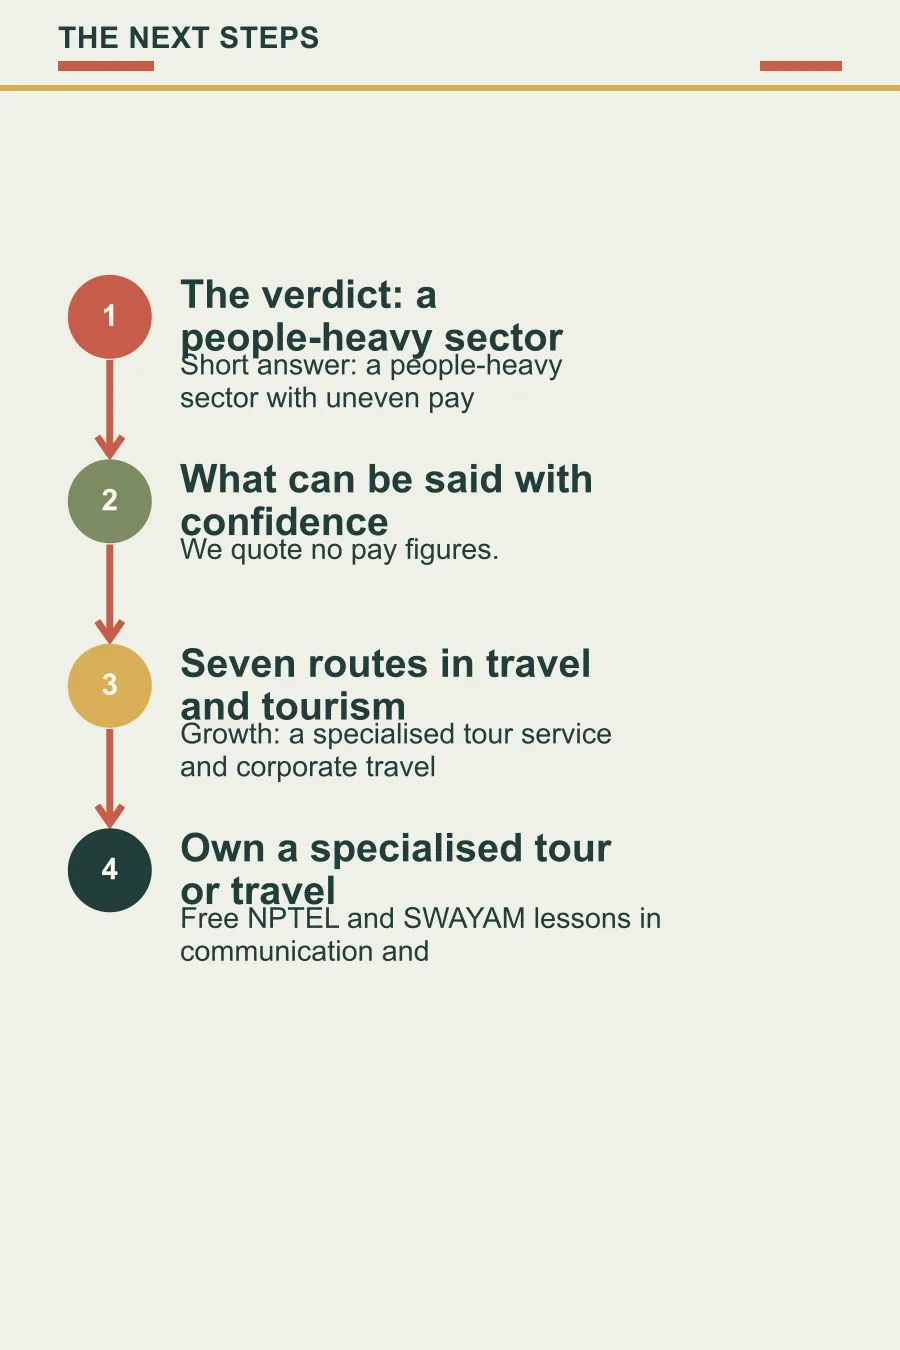 THE NEXT STEPS
1
The verdict: a
people-heavy sector
Short answer: a people-heavy
sector with uneven pay
2
What can be said with
confidence
We quote no pay figures.
3
Seven routes in travel
and tourism
Growth: a specialised tour service
and corporate travel
4
Own a specialised tour
or travel
Free NPTEL and SWAYAM lessons in
communication and